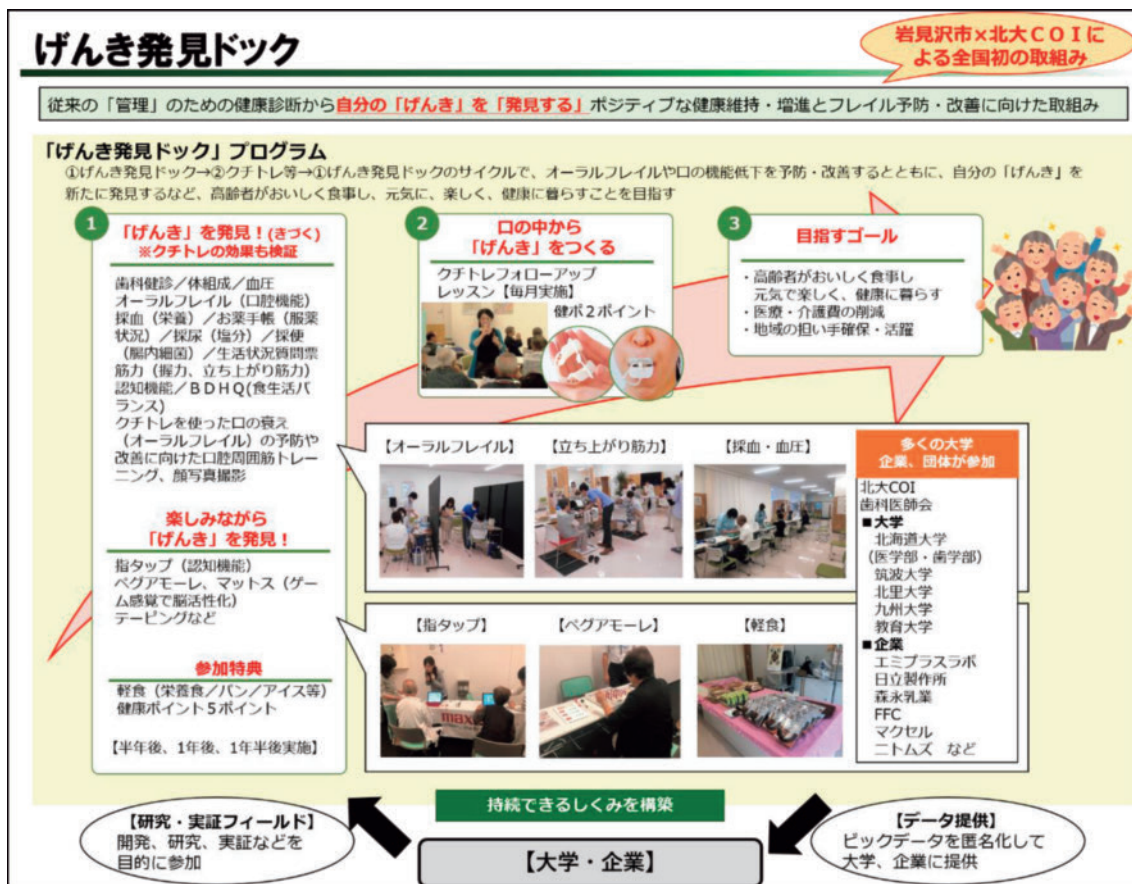 げんき発見ドック
岩見沢市×北大ＣＯＩに
よる全国初の取組み
従来の「管理」のための健康診断から自分の「げんき」を「発見する」ポジティブな健康維持・増進とフレイル予防・改善に向けた取組み
「げんき発見ドック」プログラム
①げんき発見ドック→②クチトレ等→①げんき発見ドックのサイクルで、オーラルフレイルや口の機能低下を予防・改善するとともに、自分の「げんき」を
新たに発見するなど、高齢者がおいしく食事し、元気に、楽しく、健康に暮らすことを目指す
1
「げんき」を発見！(きづく)
※クチトレの効果も検証
歯科健診／体組成／血圧
オーラルフレイル（口腔機能）
採血（栄養）／お薬手帳（服薬
状況）／採尿（塩分）／採便
（腸内細菌）／生活状況質問票
筋力（握力、立ち上がり筋力）
認知機能／ＢＤＨＱ(食生活バ
ランス)
クチトレを使った口の衰え
（オーラルフレイル）の予防や
改善に向けた口腔周囲筋トレー
ニング、顔写真撮影
楽しみながら
「げんき」を発見！
指タップ（認知機能）
ペグアモーレ、マットス（ゲー
ム感覚で脳活性化）
テーピングなど
参加特典
軽食（栄養食／パン／アイス等）
健康ポイント５ポイント
【半年後、1年後、1年半後実施】
2
口の中から
「げんき」をつくる
クチトレフォローアップ
レッスン【毎月実施】
健ポ２ポイント
3
目指すゴール
・高齢者がおいしく食事し
元気で楽しく、健康に暮らす
・医療・介護費の削減
・地域の担い手確保・活躍
【オーラルフレイル】
【立ち上がり筋力】
【採血・血圧】
【指タップ】
【ペグアモーレ】
【軽食】
max
多くの大学
企業、団体が参加
北大COI
歯科医師会
■大学
北海道大学
（医学部・歯学部）
筑波大学
北里大学
九州大学
教育大学
■企業
エミプラスラボ
日立製作所
森永乳業
FFC
マクセル
ニトムズ など
持続できるしくみを構築
【研究・実証フィールド】
開発、研究、実証などを
目的に参加
【大学・企業】
【データ提供】
ビックデータを匿名化して
大学、企業に提供